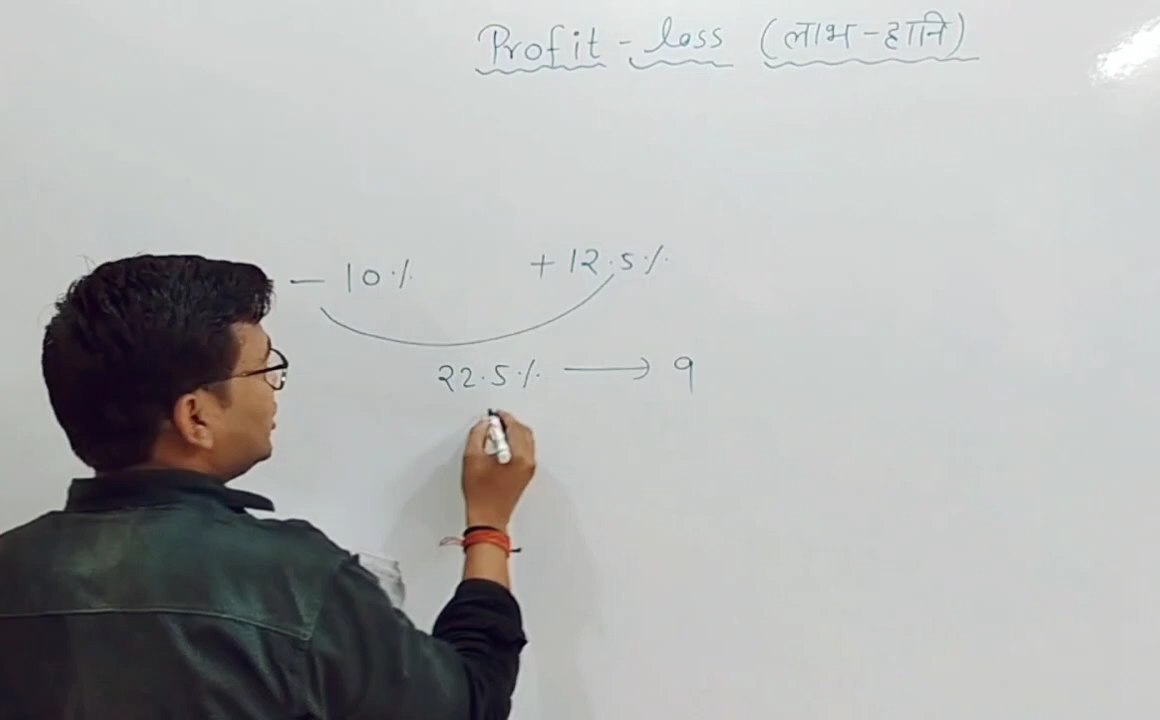 Profit - loss (लाभ - हानि)
— 10% + 12.5%
22.5% → 9